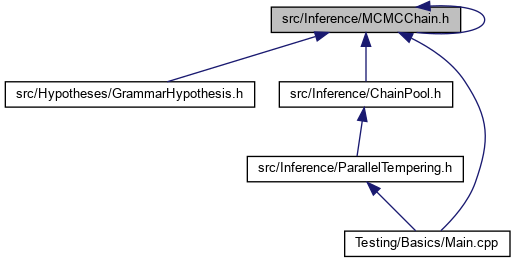 src/Inference/MCMCChain.h
src/Hypotheses/GrammarHypothesis.h
src/Inference/ChainPool.h
src/Inference/ParallelTempering.h
Testing/Basics/Main.cpp